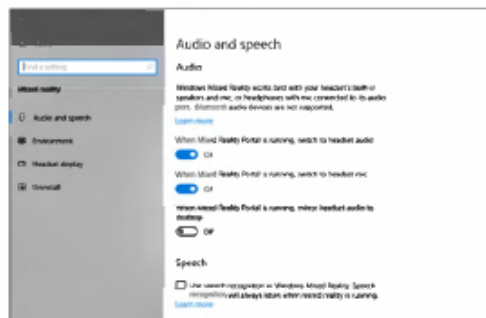 Find a setting
Mixed reality
Audio and speech
Environment
Headset display
Uninstall
Audio and speech
Audio
Windows Mixed Reality works best with your headset's built-in
speakers and mic, or headphones with mic connected to its audio
port. Bluetooth audio devices are not supported.
Learn more
When Mixed Reality Portal is running, switch to headset audio
On
When Mixed Reality Portal is running, switch to headset mic
On
When Mixed Reality Portal is running, mirror headset audio to
desktop
Off
Speech
Use speech recognition in Windows Mixed Reality. Speech
recognition will always listen when mixed reality is running.
Learn more